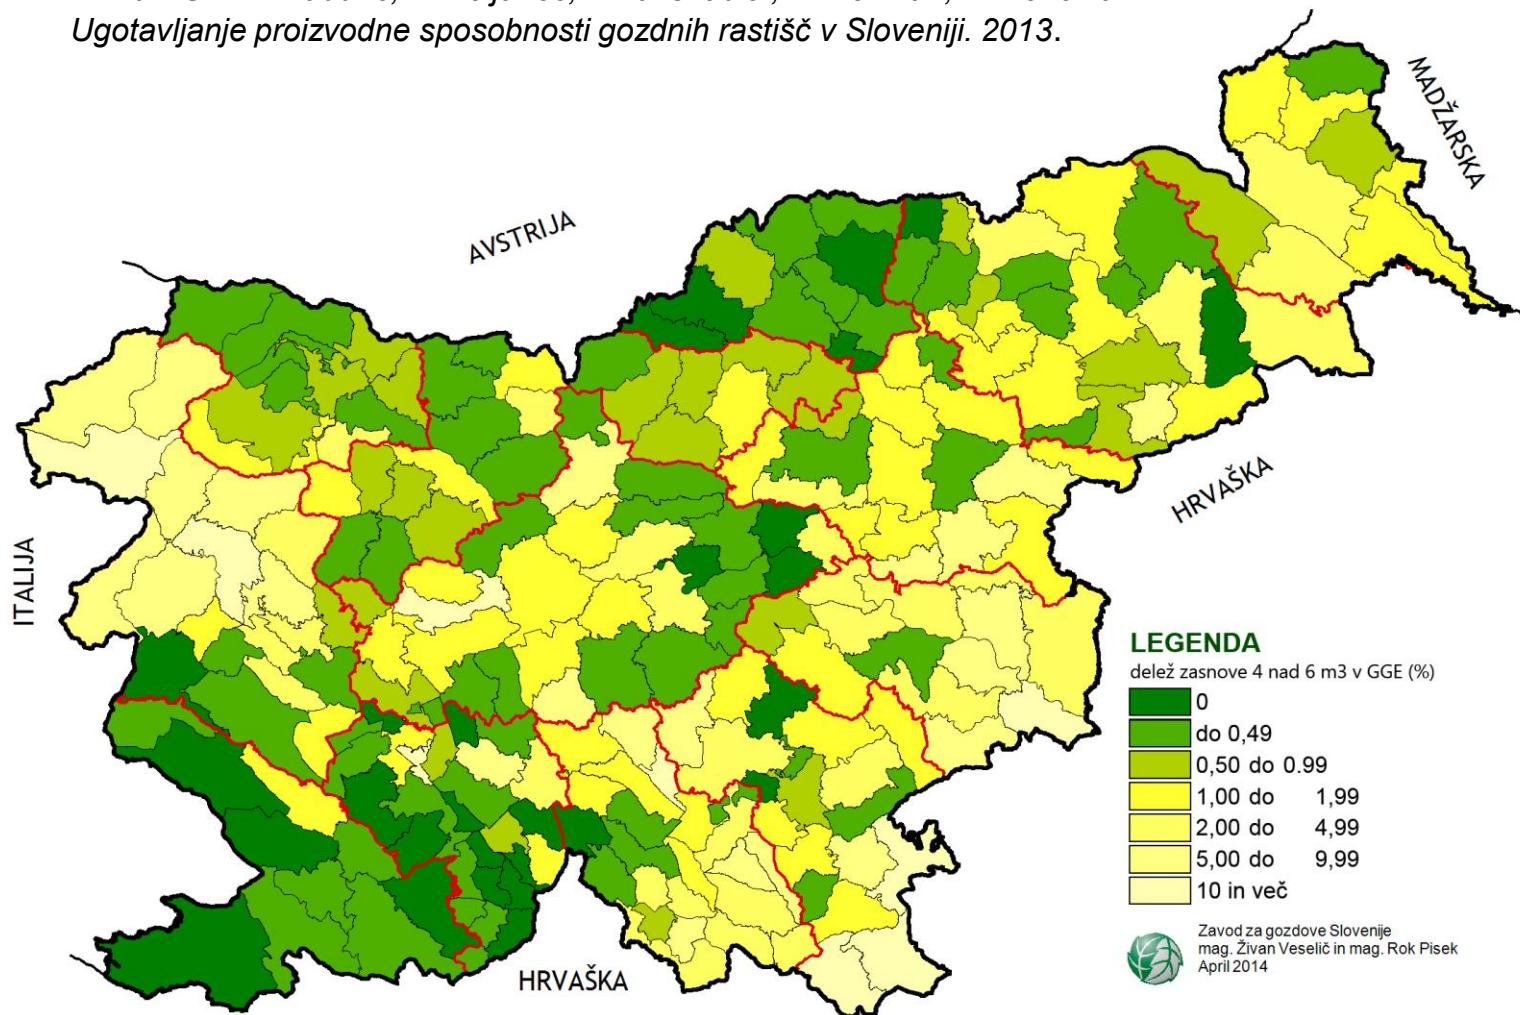 Ugotavljanje proizvodne sposobnosti gozdnih rastišč v Sloveniji. 2013.
MADŽARSKA
AVSTRIJA
HRVAŠKA
ITALIJA
LEGENDA
delež zasnove 4 nad 6 m3 v GGE (%)
0
do 0,49
0,50 do 0.99
1,00 do 1,99
2,00 do 4,99
5,00 do 9,99
10 in več
Zavod za gozdove Slovenije
mag. Živan Veselič in mag. Rok Pisek
April 2014
HRVAŠKA